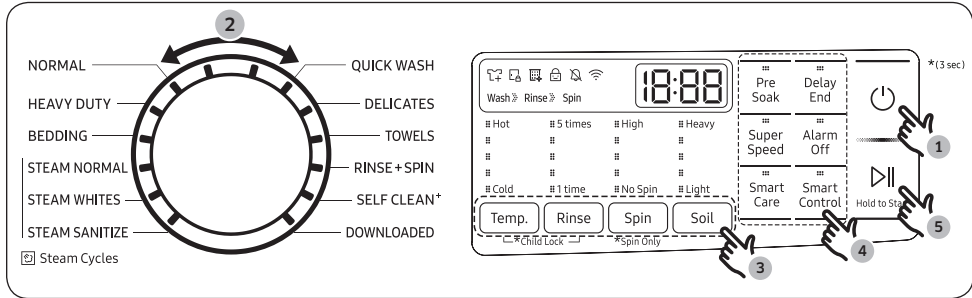 2
NORMAL
HEAVY DUTY
BEDDING
STEAM NORMAL
STEAM WHITES
STEAM SANITIZE
Steam Cycles
QUICK WASH
DELICATES
TOWELS
RINSE+SPIN
SELF CLEAN+
DOWNLOADED
Wash Rinse Spin
18:88
Hot 5 times High Heavy
Cold 1 time No Spin Light
Temp. Rinse Spin Soil
*Child Lock *Spin Only
3
Pre Soak
Delay End
Super Speed
Alarm Off
Smart Care
Smart Control
4
*(3 sec)
1
Hold to Sta
5